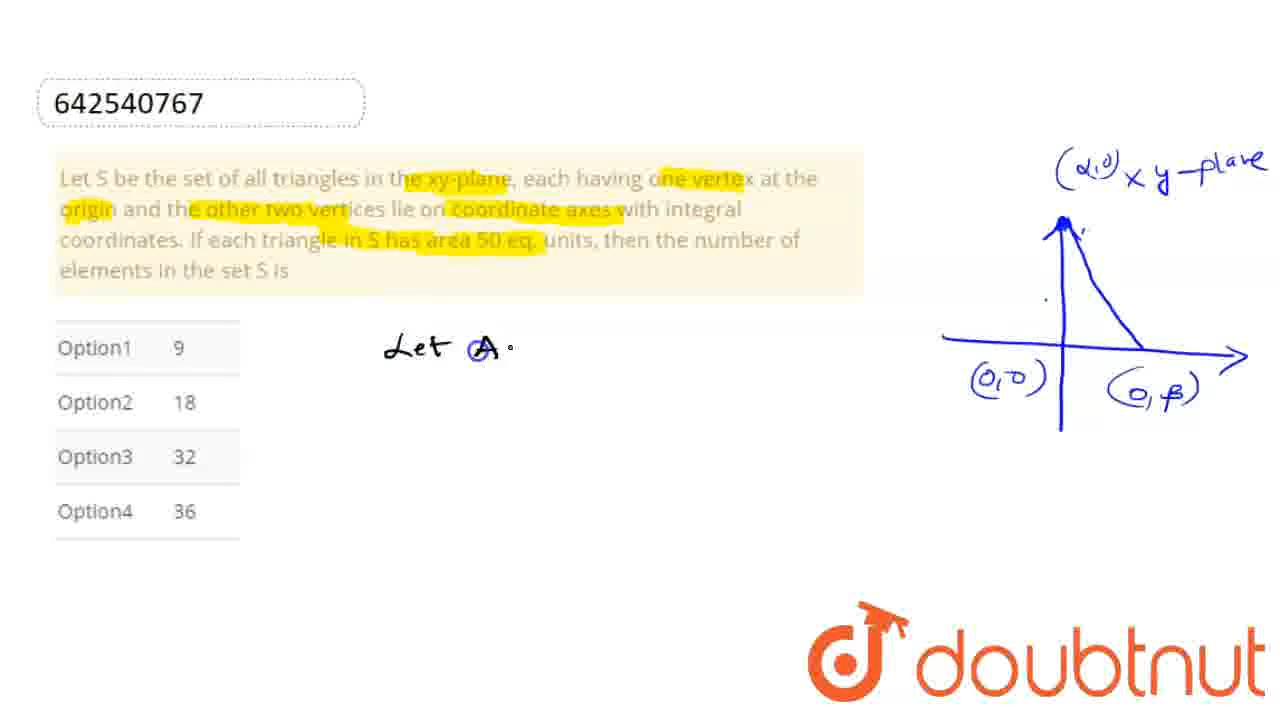 642540767
Let S be the set of all triangles in the xy-plane, each having one vertex at the
origin and the other two vertices lie on coordinate axes with integral
coordinates. If each triangle in S has area 50 eq. units, then the number of
elements in the set S is
Option1 9
Option2 18
Option3 32
Option4 36
Let A
(α,0) xy-plane
(0,0)
(0,β)
doubtnut